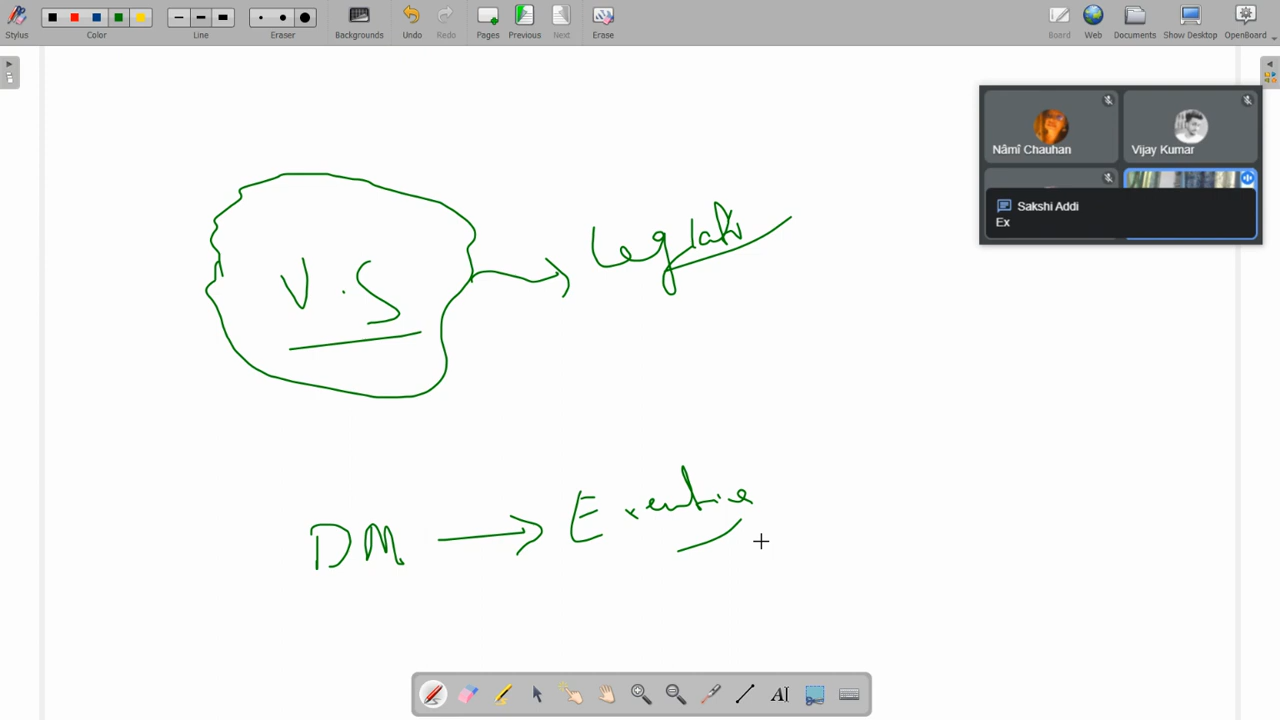 Stylus Color Line Eraser Backgrounds Undo Redo Pages Previous Next Erase Board Web Documents Show Desktop OpenBoard
Nâmî Chauhan Vijay Kumar
Sakshi Addi
Ex
V.S → Legslativ
DM → Executive